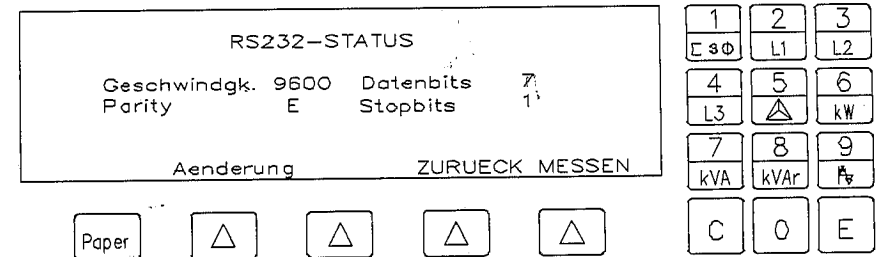 RS232-STATUS
Geschwindgk. 9600 Datenbits 7
Parity E Stopbits 1
Aenderung ZURUECK MESSEN
Paper
1 2 3
Σ 3Φ L1 L2
4 5 6
L3 kW
7 8 9
kVA kVAr
C 0 E